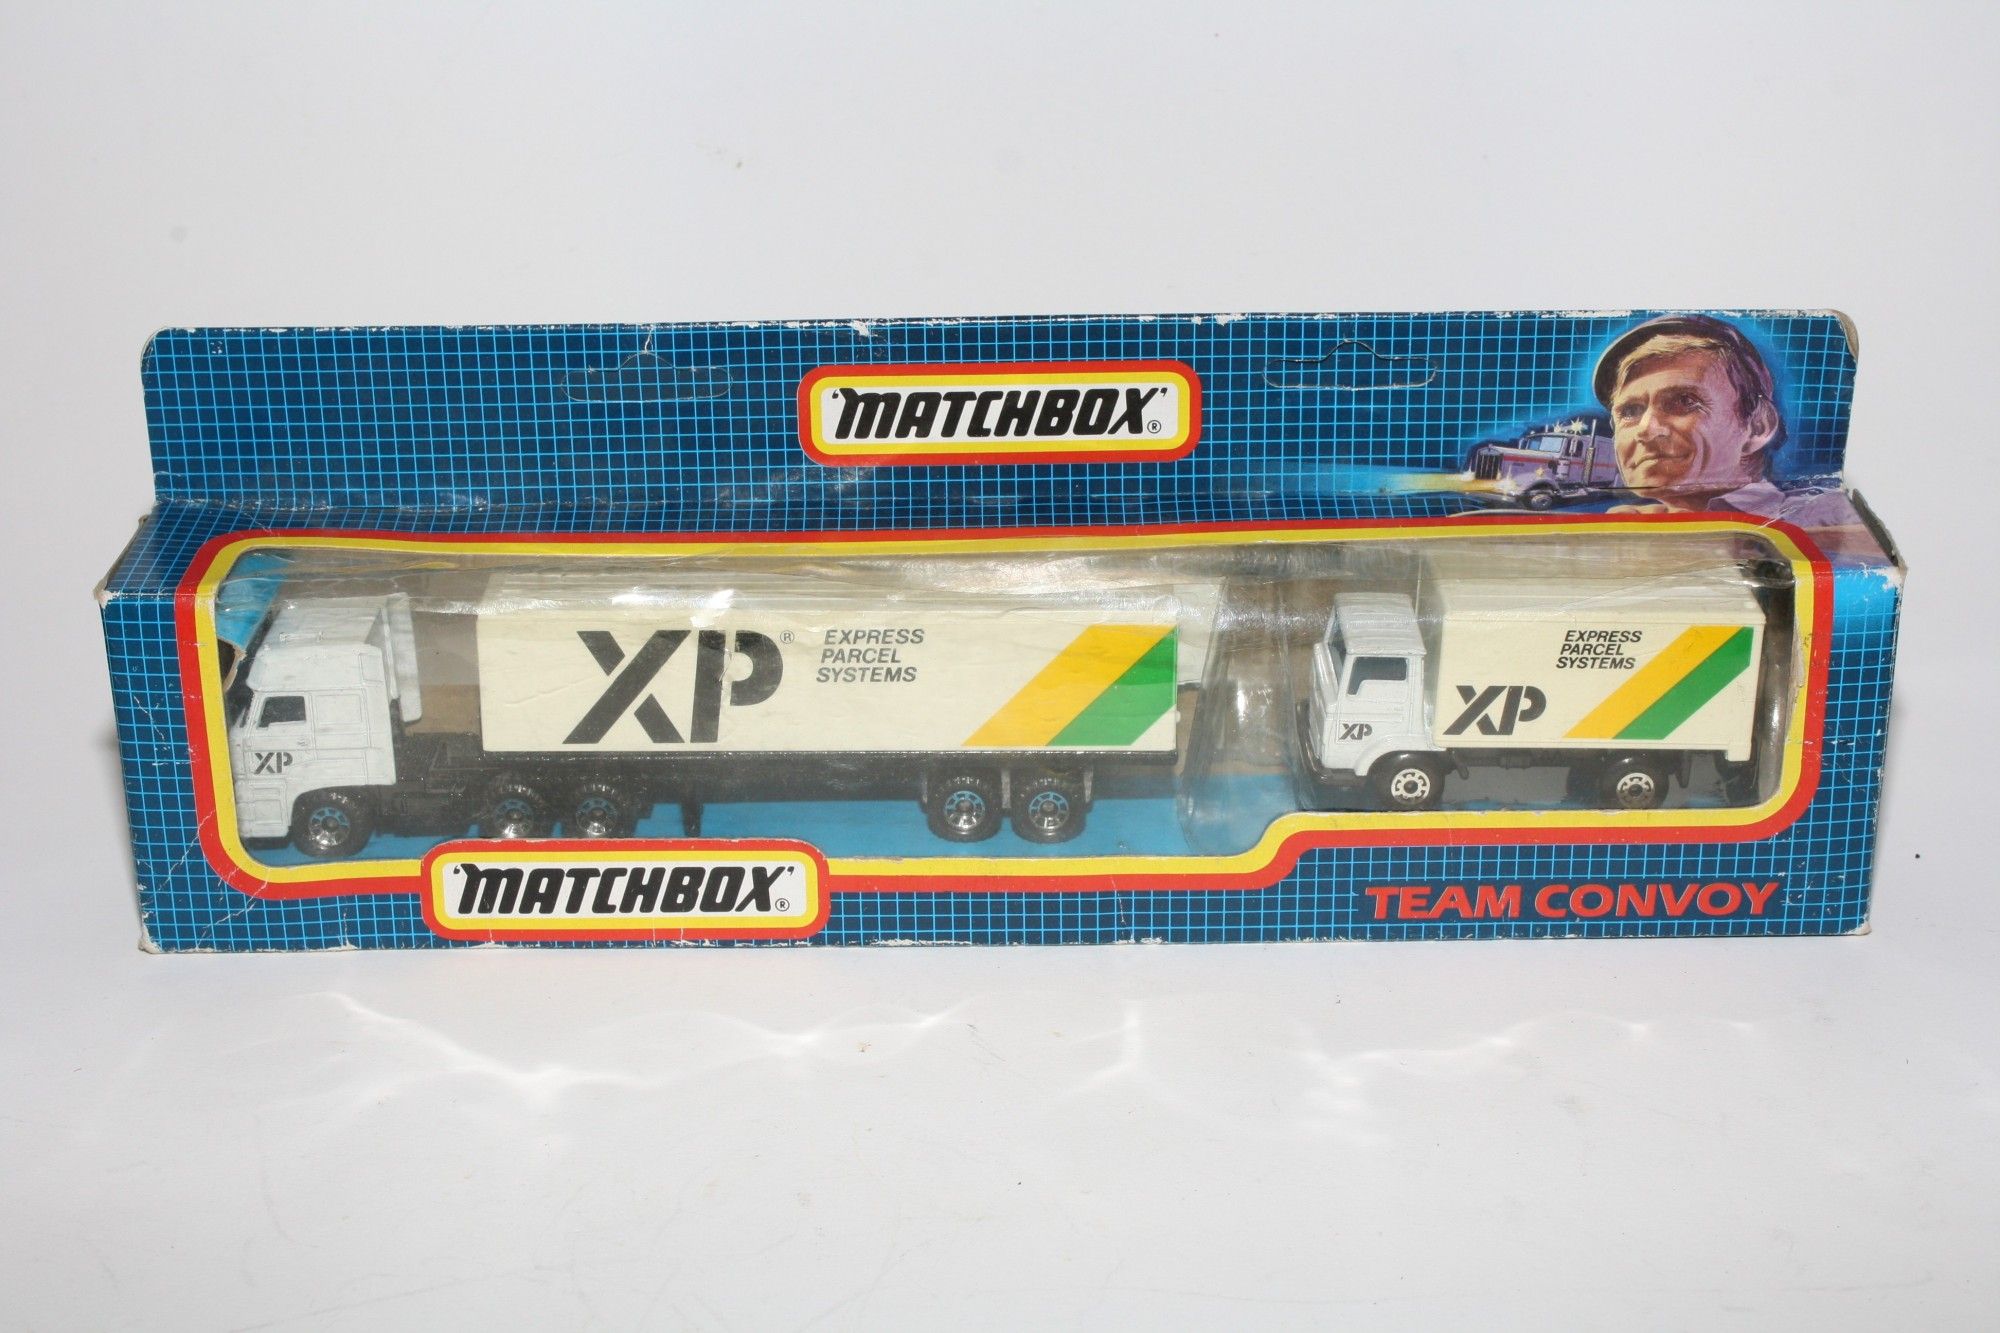 'MATCHBOX'®
XP® EXPRESS
PARCEL
SYSTEMS
XP
EXPRESS
PARCEL
SYSTEMS
XP
XP
'MATCHBOX'®
TEAM CONVOY